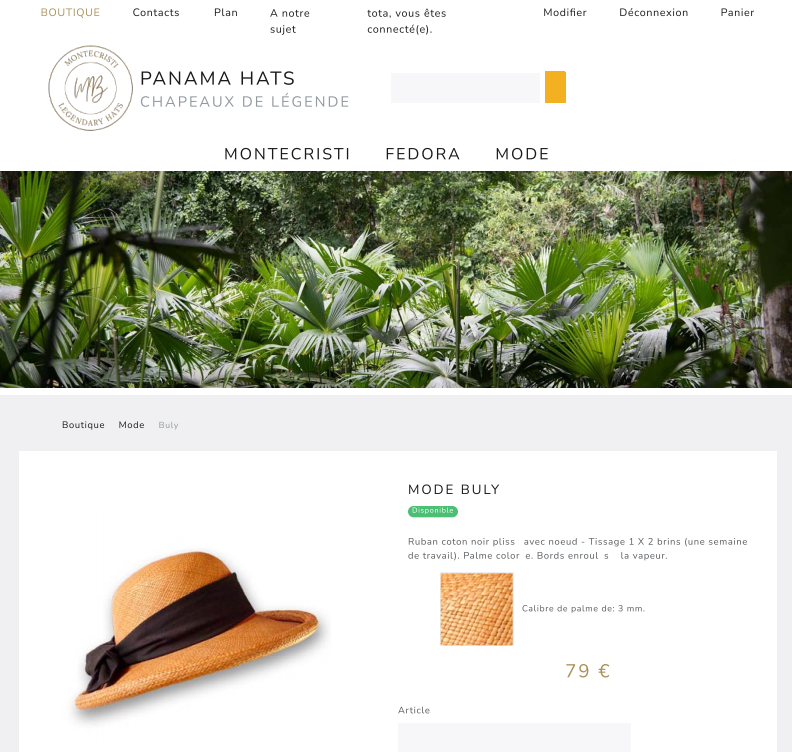 BOUTIQUE Contacts Plan A notre sujet tota, vous êtes connecté(e). Modifier Déconnexion Panier
MONTECRISTI
MB
LEGENDARY HATS
PANAMA HATS
CHAPEAUX DE LÉGENDE
MONTECRISTI FEDORA MODE
Boutique Mode Buly
MODE BULY
Disponible
Ruban coton noir pliss avec noeud - Tissage 1 X 2 brins (une semaine
de travail). Palme color e. Bords enroul s la vapeur.
Calibre de palme de: 3 mm.
79 €
Article